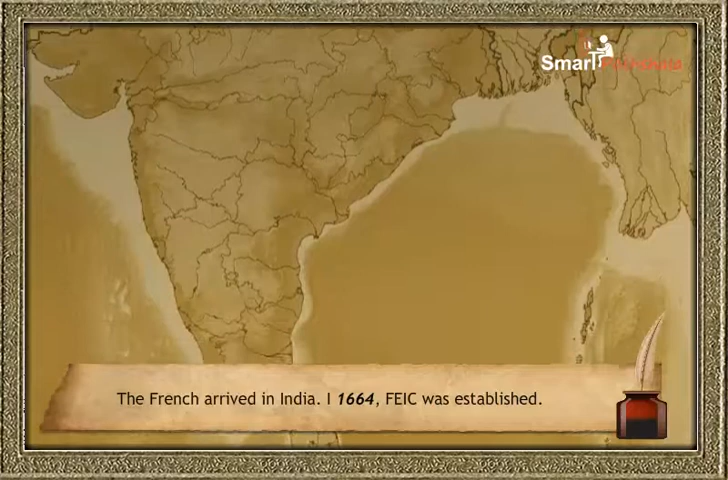 Smart
The French arrived in India. I 1664, FEIC was established.